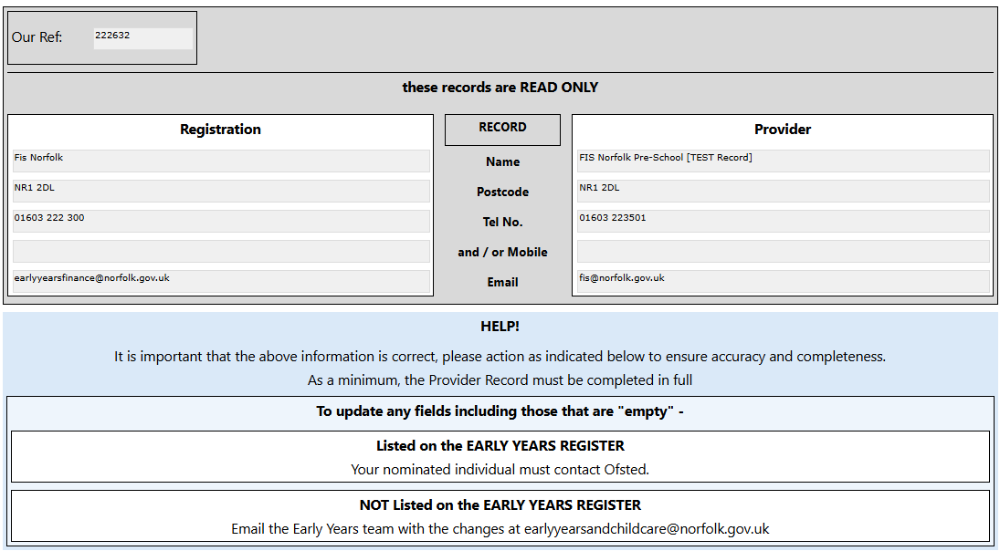 Our Ref: 222632
these records are READ ONLY
Registration RECORD Provider
Fis Norfolk Name FIS Norfolk Pre-School [TEST Record]
NR1 2DL Postcode NR1 2DL
01603 222 300 Tel No. 01603 223501
and / or Mobile
earlyyearsfinance@norfolk.gov.uk Email fis@norfolk.gov.uk
HELP!
It is important that the above information is correct, please action as indicated below to ensure accuracy and completeness.
As a minimum, the Provider Record must be completed in full
To update any fields including those that are "empty" -
Listed on the EARLY YEARS REGISTER
Your nominated individual must contact Ofsted.
NOT Listed on the EARLY YEARS REGISTER
Email the Early Years team with the changes at earlyyearsandchildcare@norfolk.gov.uk